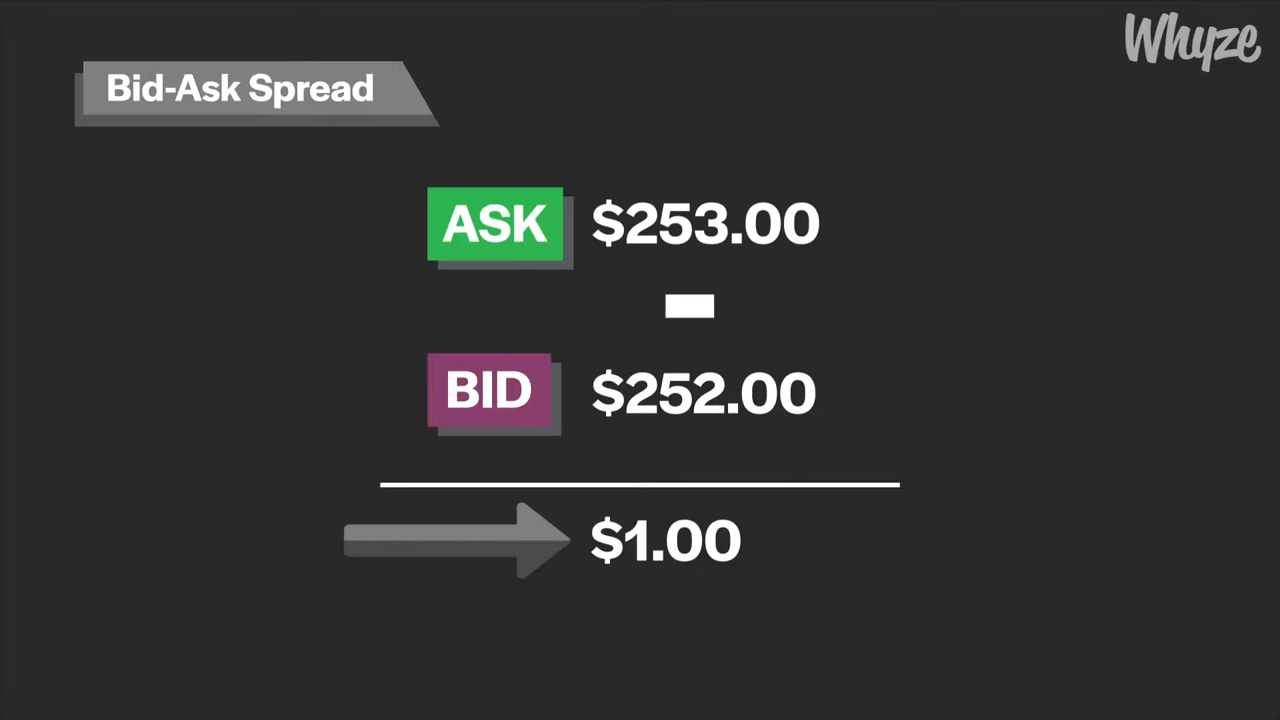 Whyze
Bid-Ask Spread
ASK $253.00
-
BID $252.00
$1.00